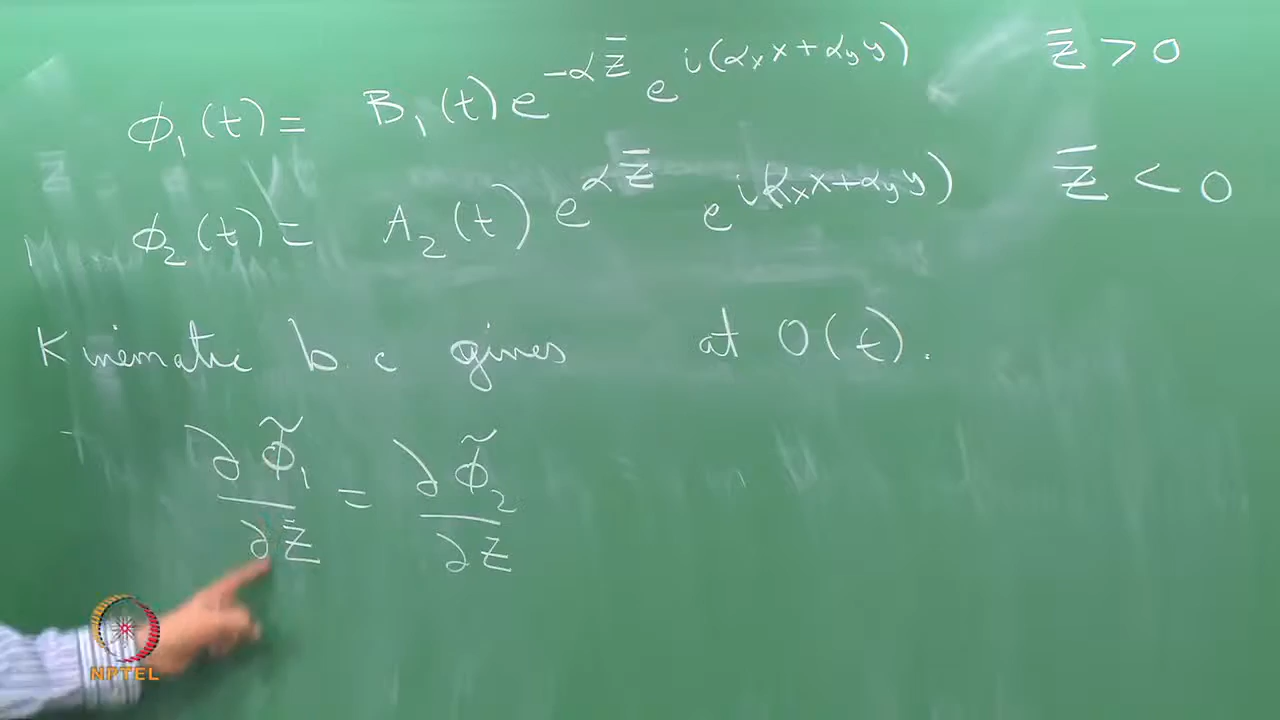 ϕ₁(t) = B₁(t) e^{-αz̄} e^{i(αₓx + α_y y)} z̄ > 0
ϕ₂(t) = A₂(t) e^{αz̄} e^{i(αₓx + α_y y)} z̄ < 0
Kinematic b.c gives at O(ε).
∂ϕ̃₁/∂z̄ = ∂ϕ̃₂/∂z
NPTEL